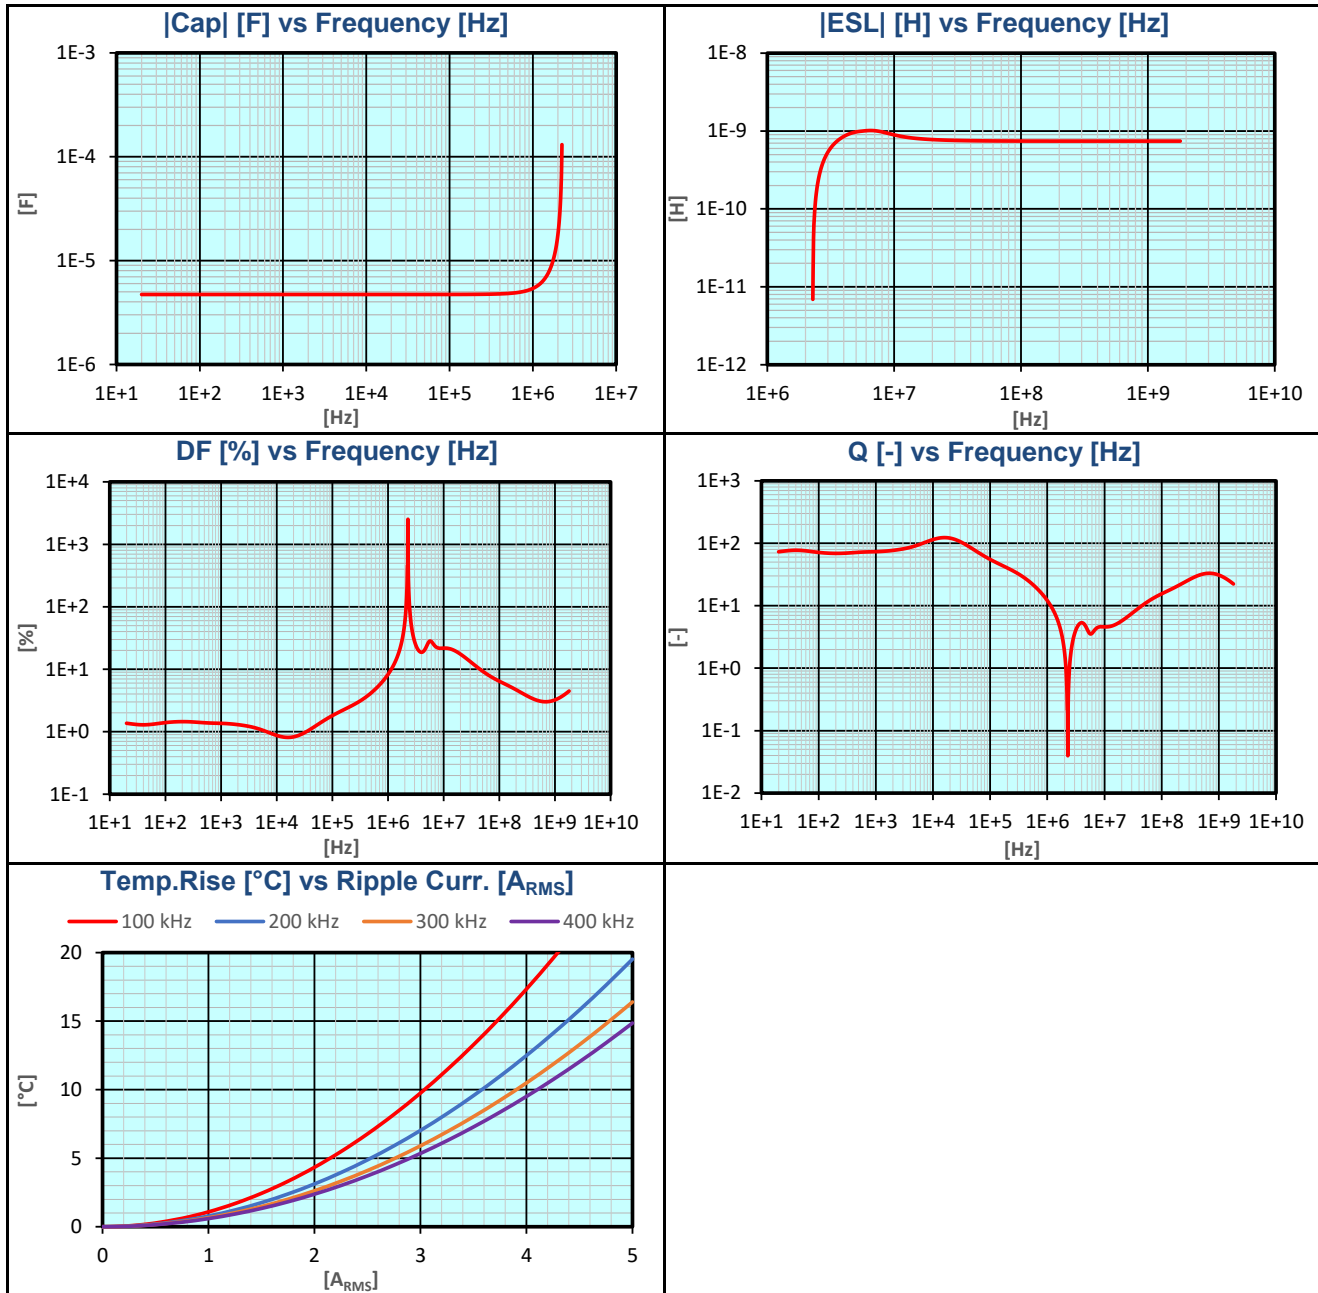 |Cap| [F] vs Frequency [Hz]
1E-3
1E-4
1E-5
1E-6
[F]
1E+1 1E+2 1E+3 1E+4 1E+5 1E+6 1E+7
[Hz]
|ESL| [H] vs Frequency [Hz]
1E-8
1E-9
1E-10
1E-11
1E-12
[H]
1E+6 1E+7 1E+8 1E+9 1E+10
[Hz]
DF [%] vs Frequency [Hz]
1E+4
1E+3
1E+2
1E+1
1E+0
1E-1
[%]
1E+1 1E+2 1E+3 1E+4 1E+5 1E+6 1E+7 1E+8 1E+9 1E+10
[Hz]
Q [-] vs Frequency [Hz]
1E+3
1E+2
1E+1
1E+0
1E-1
1E-2
[-]
1E+1 1E+2 1E+3 1E+4 1E+5 1E+6 1E+7 1E+8 1E+9 1E+10
[Hz]
Temp.Rise [°C] vs Ripple Curr. [ARMS]
100 kHz 200 kHz 300 kHz 400 kHz
20
15
10
5
0
[°C]
0 1 2 3 4 5
[ARMS]